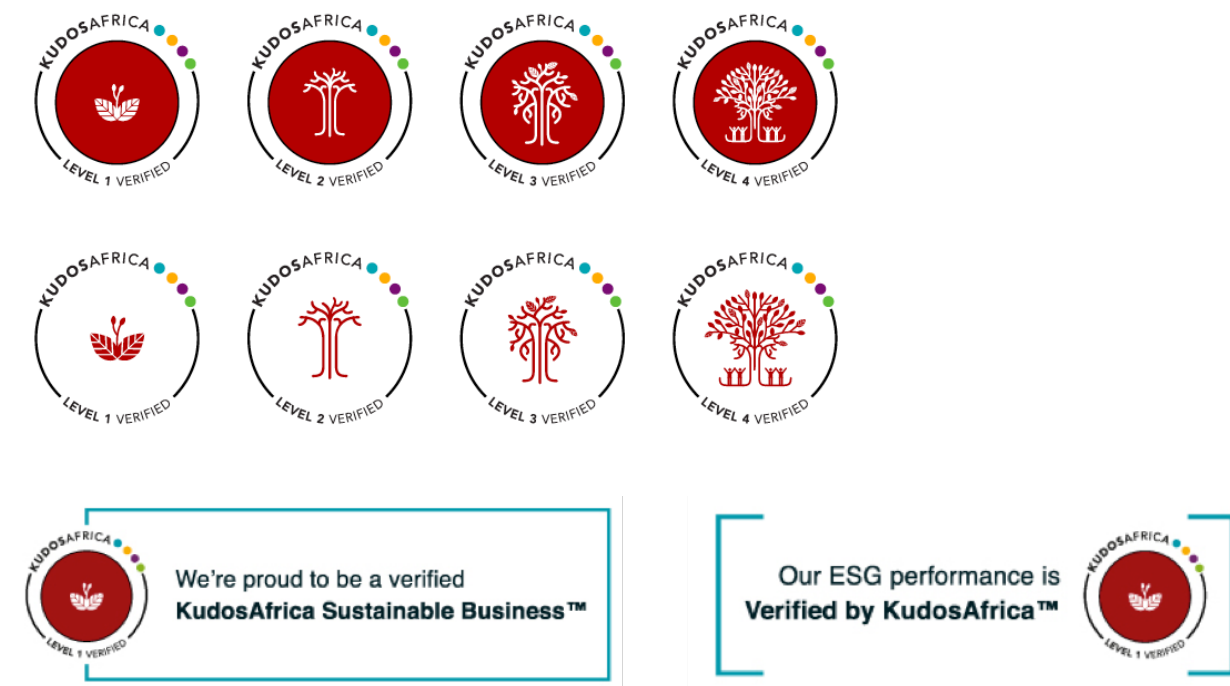 KUDOSAFRICA
LEVEL 1 VERIFIED
KUDOSAFRICA
LEVEL 2 VERIFIED
KUDOSAFRICA
LEVEL 3 VERIFIED
KUDOSAFRICA
LEVEL 4 VERIFIED
KUDOSAFRICA
LEVEL 1 VERIFIED
KUDOSAFRICA
LEVEL 2 VERIFIED
KUDOSAFRICA
LEVEL 3 VERIFIED
KUDOSAFRICA
LEVEL 4 VERIFIED
KUDOSAFRICA
LEVEL 1 VERIFIED
We're proud to be a verified
KudosAfrica Sustainable Business™
Our ESG performance is
Verified by KudosAfrica™
KUDOSAFRICA
LEVEL 1 VERIFIED